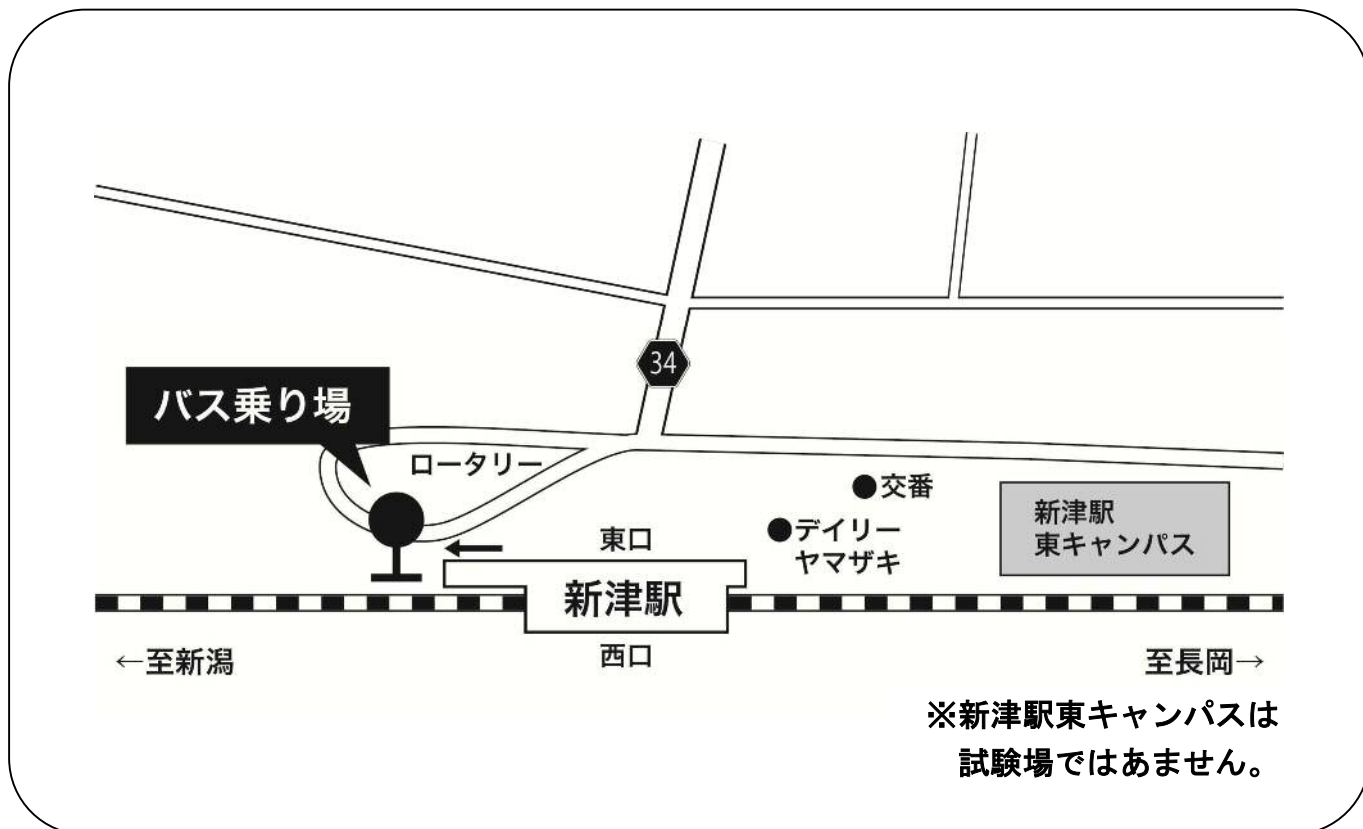 34
バス乗り場
ロータリー
●交番
●デイリー
ヤマザキ
新津駅
東キャンパス
東口
新津駅
西口
←至新潟
至長岡→
※新津駅東キャンパスは
試験場ではあません。